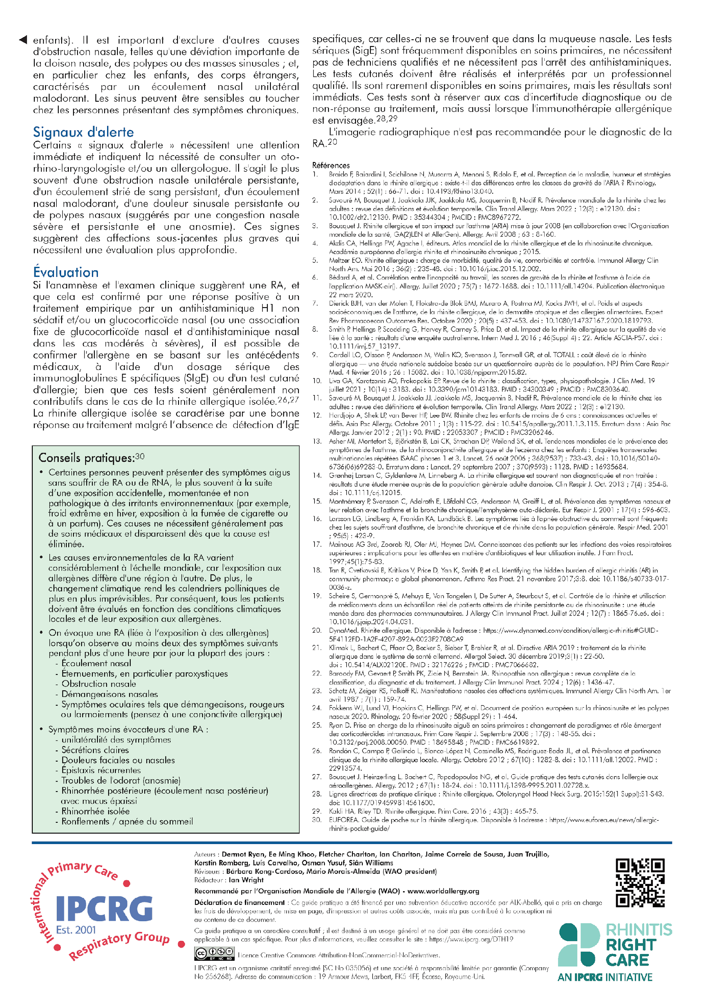 ◀ enfants). Il est important d'exclure d'autres causes
d'obstruction nasale, telles qu'une déviation importante de
la cloison nasale, des polypes ou des masses sinusales ; et,
en particulier chez les enfants, des corps étrangers,
caractérisés par un écoulement nasal unilatéral
malodorant. Les sinus peuvent être sensibles au toucher
chez les personnes présentant des symptômes chroniques.
Signaux d'alerte
Certains « signaux d'alerte » nécessitent une attention
immédiate et indiquent la nécessité de consulter un oto-
rhino-laryngologiste et/ou un allergologue. Il s'agit le plus
souvent d'une obstruction nasale unilatérale persistante,
d'un écoulement strié de sang persistant, d'un écoulement
nasal malodorant, d'une douleur sinusale persistante ou
de polypes nasaux (suggérés par une congestion nasale
sévère et persistante et une anosmie). Ces signes
suggèrent des affections sous-jacentes plus graves qui
nécessitent une évaluation plus approfondie.
Évaluation
Si l'anamnèse et l'examen clinique suggèrent une RA, et
que cela est confirmé par une réponse positive à un
traitement empirique par un antihistaminique H1 non
sédatif et/ou un glucocorticoïde nasal (ou une association
fixe de glucocorticoïde nasal et d'antihistaminique nasal
dans les cas modérés à sévères), il est possible de
confirmer l'allergène en se basant sur les antécédents
médicaux, à l'aide d'un dosage sérique des
immunoglobulines E spécifiques (SIgE) ou d'un test cutané
d'allergie; bien que ces tests soient généralement non
contributifs dans le cas de la rhinite allergique isolée.26,27
La rhinite allergique isolée se caractérise par une bonne
réponse au traitement malgré l'absence de détection d'IgE
Conseils pratiques:30
• Certaines personnes peuvent présenter des symptômes aigus
sans souffrir de RA ou de RNA, le plus souvent à la suite
d'une exposition accidentelle, momentanée et non
pathologique à des irritants environnementaux (par exemple,
froid extrême en hiver, exposition à la fumée de cigarette ou
à un parfum). Ces causes ne nécessitent généralement pas
de soins médicaux et disparaissent dès que la cause est
éliminée.
• Les causes environnementales de la RA varient
considérablement à l'échelle mondiale, car l'exposition aux
allergènes diffère d'une région à l'autre. De plus, le
changement climatique rend les calendriers polliniques de
plus en plus imprévisibles. Par conséquent, tous les patients
doivent être évalués en fonction des conditions climatiques
locales et de leur exposition aux allergènes.
• On évoque une RA (liée à l'exposition à des allergènes)
lorsqu'on observe au moins deux des symptômes suivants
pendant plus d'une heure par jour la plupart des jours :
- Écoulement nasal
- Éternuements, en particulier paroxystiques
- Obstruction nasale
- Démangeaisons nasales
- Symptômes oculaires tels que démangeaisons, rougeurs
ou larmoiements (pensez à une conjonctivite allergique)
• Symptômes moins évocateurs d'une RA :
- unilatéralité des symptômes
- Sécrétions claires
- Douleurs faciales ou nasales
- Épistaxis récurrentes
- Troubles de l'odorat (anosmie)
- Rhinorrhée postérieure (écoulement nasa postérieur)
avec mucus épaissi
- Rhinorrhée isolée
- Ronflements / apnée du sommeil
specifiques, car celles-ci ne se trouvent que dans la muqueuse nasale. Les tests
sériques (SigE) sont fréquemment disponibles en soins primaires, ne nécessitent
pas de techniciens qualifiés et ne nécessitent pas l'arrêt des antihistaminiques.
Les tests cutanés doivent être réalisés et interprétés par un professionnel
qualifié. Ils sont rarement disponibles en soins primaires, mais les résultats sont
immédiats. Ces tests sont à réserver aux cas d'incertitude diagnostique ou de
non-réponse au traitement, mais aussi lorsque l'immunothérapie allergénique
est envisagée.28,29
L'imagerie radiographique n'est pas recommandée pour le diagnostic de la
RA.20
Références
1. Braido F, Baiardini I, Scichilone N, Musarra A, Menoni S, Ridolo E, et al. Perception de la maladie, humeur et stratégies
d'adaptation dans la rhinite allergique : existe-t-il des différences entre les classes de gravité de l'ARIA ? Rhinology.
Mars 2014 ; 52(1) : 66-71. doi : 10.4193/Rhino13.040.
2. Savouré M, Bousquet J, Jaakkola JJK, Jaakkola MS, Jacquemin B, Nadif R. Prévalence mondiale de la rhinite chez les
adultes : revue des définitions et évolution temporelle. Clin Transl Allergy. Mars 2022 ; 12(3) : e12130. doi :
10.1002/clt2.12130. PMID : 35344304 ; PMCID : PMC8967272.
3. Bousquet J. Rhinite allergique et son impact sur l'asthme (ARIA) mise à jour 2008 (en collaboration avec l'Organisation
mondiale de la santé, GA(2)LEN et AllerGen). Allergy. Avril 2008 ; 63 : 8-160.
4. Akdis CA, Hellings PW, Agache I, éditeurs. Atlas mondial de la rhinite allergique et de la rhinosinusite chronique.
Académie européenne d'allergie rhinite et rhinosinusite chronique ; 2015.
5. Meltzer EO. Rhinite allergique : charge de morbidité, qualité de vie, comorbidités et contrôle. Immunol Allergy Clin
North Am. Mai 2016 ; 36(2) : 235-48. doi : 10.1016/j.iac.2015.12.002.
6. Bédard A, et al. Corrélation entre l'incapacité au travail, les scores de gravité de la rhinite et l'asthme à l'aide de
l'application MASK-air(). Allergy. Juillet 2020 ; 75(7) : 1672-1688. doi : 10.1111/all.14204. Publication électronique
22 mars 2020.
7. Dierick BJH, van der Molen T, Flokstra-de Blok BMJ, Muraro A, Postma MJ, Kocks JWH, et al. Poids et aspects
socioéconomiques de l'asthme, de la rhinite allergique, de la dermatite atopique et des allergies alimentaires. Expert
Rev Pharmacoecon Outcomes Res. Octobre 2020 ; 20(5) : 437-453. doi : 10.1080/14737167.2020.1819793.
8. Smith P, Hellings P, Scadding G, Harvey R, Carney S, Price D, et al. Impact de la rhinite allergique sur la qualité de vie
liée à la santé : résultats d'une enquête australienne. Intern Med J. 2016 ; 46(Suppl 4) : 22. Article ASCIA-P57. doi :
10.1111/imj.57_13197.
9. Cardell LO, Olsson P, Andersson M, Welin KO, Svensson J, Tennvall GR, et al. TOTALL : coût élevé de la rhinite
allergique — une étude nationale suédoise basée sur un questionnaire auprès de la population. NPJ Prim Care Respir
Med. 4 février 2016 ; 26 : 15082. doi : 10.1038/npjpcrm.2015.82.
10. Liva GA, Karatzanis AD, Prokopakis EP. Revue de la rhinite : classification, types, physiopathologie. J Clin Med. 19
juillet 2021 ; 10(14) : 3183. doi : 10.3390/jcm10143183. PMID : 34300349 ; PMCID : PMC8303640.
11. Savouré M, Bousquet J, Jaakkola JJ, Jaakkola MS, Jacquemin B, Nadif R. Prévalence mondiale de la rhinite chez les
adultes : revue des définitions et évolution temporelle. Clin Transl Allergy. Mars 2022 ; 12(3) : e12130.
12. Hardjojo A, Shek LP, van Bever HP, Lee BW. Rhinite chez les enfants de moins de 6 ans : connaissances actuelles et
défis. Asia Pac Allergy. Octobre 2011 ; 1(3) : 115-22. doi : 10.5415/apallergy.2011.1.3.115. Erratum dans : Asia Pac
Allergy. Janvier 2012 ; 2(1) : 90. PMID : 22053307 ; PMCID : PMC3206246.
13. Asher MI, Montefort S, Björkstén B, Lai CK, Strachan DP, Weiland SK, et al. Tendances mondiales de la prévalence des
symptômes de l'asthme, de la rhinoconjonctivite allergique et de l'eczéma chez les enfants : Enquêtes transversales
multinationales répétées ISAAC phases 1 et 3. Lancet. 26 août 2006 ; 368(9537) : 733-43. doi : 10.1016/S0140-
6736(06)69283-0. Erratum dans : Lancet. 29 septembre 2007 ; 370(9593) : 1128. PMID : 16935684.
14. Grønhøj Larsen C, Gyldenløve M, Linneberg A. La rhinite allergique est souvent non diagnostiquée et non traitée :
résultats d'une étude menée auprès de la population générale adulte danoise. Clin Respir J. Oct. 2013 ; 7(4) : 354-8.
doi : 10.1111/crj.12015.
15. Montnémery P, Svensson C, Adelroth E, Löfdahl CG, Andersson M, Greiff L, et al. Prévalence des symptômes nasaux et
leur relation avec l'asthme et la bronchite chronique/l'emphysème auto-déclarés. Eur Respir J. 2001 ; 17(4) : 596-603.
16. Larsson LG, Lindberg A, Franklin KA, Lundbäck B. Les symptômes liés à l'apnée obstructive du sommeil sont fréquents
chez les sujets souffrant d'asthme, de bronchite chronique et de rhinite dans la population générale. Respir Med. 2001
; 95(5) : 423-9.
17. Mainous AG 3rd, Zoorob RJ, Oler MJ, Haynes DM. Connaissances des patients sur les infections des voies respiratoires
supérieures : implications pour les attentes en matière d'antibiotiques et leur utilisation inutile. J Fam Pract.
1997;45(1):75-83.
18. Tan R, Cvetkovski B, Kritikos V, Price D, Yan K, Smith P, et al. Identifying the hidden burden of allergic rhinitis (AR) in
community pharmacy: a global phenomenon. Asthma Res Pract. 21 novembre 2017;3:8. doi: 10.1186/s40733-017-
0036-z.
19. Scheire S, Germonpré S, Mehuys E, Van Tongelen I, De Sutter A, Steurbaut S, et al. Contrôle de la rhinite et utilisation
de médicaments dans un échantillon réel de patients atteints de rhinite persistante ou de rhinosinusite : une étude
menée dans des pharmacies communautaires. J Allergy Clin Immunol Pract. Juillet 2024 ; 12(7) : 1865-76.e6. doi :
10.1016/j.jaip.2024.04.031.
20. DynaMed. Rhinite allergique. Disponible à l'adresse : https://www.dynamed.com/condition/allergic-rhinitis#GUID-
5F4112FD-1A2F-4207-892A-0023F2708CA9
21. Klimek L, Bachert C, Pfaar O, Becker S, Bieber T, Brehler R, et al. Directive ARIA 2019 : traitement de la rhinite
allergique dans le système de santé allemand. Allergol Select. 30 décembre 2019;3(1) : 22-50.
doi : 10.5414/ALX02120E. PMID : 32176226 ; PMCID : PMC7066682.
22. Baroody FM, Gevaert P, Smith PK, Ziaie N, Bernstein JA. Rhinopathie non allergique : revue complète de la
classification, du diagnostic et du traitement. J Allergy Clin Immunol Pract. 2024 ; 12(6) : 1436-47.
23. Schatz M, Zeiger RS, Falkoff RJ. Manifestations nasales des affections systémiques. Immunol Allergy Clin North Am. 1er
avril 1987 ; 7(1) : 159-74.
24. Fokkens WJ, Lund VJ, Hopkins C, Hellings PW, et al. Document de position européen sur la rhinosinusite et les polypes
nasaux 2020. Rhinology. 20 février 2020 ; 58(Suppl 29) : 1-464.
25. Ryan D. Prise en charge de la rhinosinusite aiguë en soins primaires : changement de paradigmes et rôle émergent
des corticostéroïdes intranasaux. Prim Care Respir J. Septembre 2008 ; 17(3) : 148-55. doi :
10.3132/pcrj.2008.00050. PMID : 18695848 ; PMCID : PMC6619892.
26. Rondón C, Campo P, Galindo L, Blanca-López N, Cassinello MS, Rodriguez-Bada JL, et al. Prévalence et pertinence
clinique de la rhinite allergique locale. Allergy. Octobre 2012 ; 67(10) : 1282-8. doi : 10.1111/all.12002. PMID :
22913574.
27. Bousquet J, Heinzerling L, Bachert C, Papadopoulos NG, et al. Guide pratique des tests cutanés dans l'allergie aux
aéroallergènes. Allergy. 2012 ; 67(1) : 18-24. doi : 10.1111/j.1398-9995.2011.02728.x.
28. Lignes directrices de pratique clinique : Rhinite allergique. Otolaryngol Head Neck Surg. 2015;152(1 Suppl):S1-S43.
doi: 10.1177/0194599814561600.
29. Kakli HA, Riley TD. Rhinite allergique. Prim Care. 2016 ; 43(3) : 465-75.
30. EUFOREA. Guide de poche sur la rhinite allergique. Disponible à l'adresse : https://www.euforea.eu/news/allergic-
rhinitis-pocket-guide/
International Primary Care
IPCRG
Est. 2001
Respiratory Group
Auteurs : Dermot Ryan, Ee Ming Khoo, Fletcher Charlton, Ian Charlton, Jaime Correia de Sousa, Juan Trujillo,
Kerstin Romberg, Luís Carvalho, Osman Yusuf, Siân Williams
Réviseurs : Bárbara Kong-Cardoso, Mário Morais-Almeida (WAO president)
Rédacteur : Ian Wright
Recommandé par l'Organisation Mondiale de l'Allergie (WAO) - www.worldallergy.org
Déclaration de financement : Ce guide pratique a été financé par une subvention éducative accordée par ALK-Abelló, qui a pris en charge
les frais de développement, de mise en page, d'impression et autres coûts associés, mais n'a pas contribué à la conception ni
au contenu de ce document.
Ce guide pratique a un caractère consultatif ; il est destiné à un usage général et ne doit pas être considéré comme
applicable à un cas spécifique. Pour plus d'informations, veuillez consulter le site : https://www.ipcrg.org/DTH19
cc BY NC ND Licence Creative Commons Attribution-NonCommercial-NoDerivatives.
l IPCRG est un organisme caritatif enregistré [SC No 035056) et une société à responsabilité limitée par garantie (Company
No 256268). Adresse de communication : 19 Armour Mews, Larbert, FK5 4FF, Écosse, Royaume-Uni.
RHINITIS
RIGHT
CARE
AN IPCRG INITIATIVE